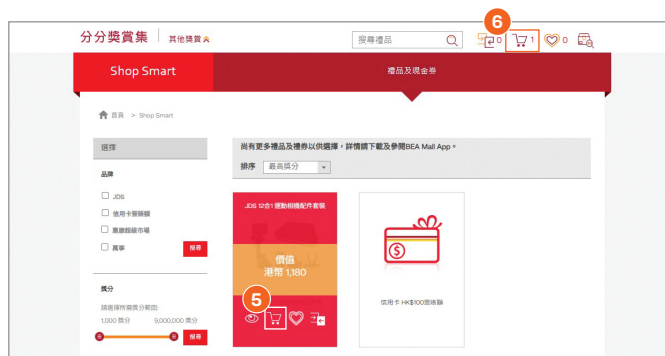 6
分分獎賞集 其他獎賞
搜尋禮品
0 1 0
Shop Smart
禮品及現金券
首頁 > Shop Smart
選擇
品牌
JDS
信用卡簽賬額
惠康超級市場
萬寧
搜尋
獎分
請選擇所需獎分範圍:
1,000 獎分 9,000,000 獎分
搜尋
尚有更多禮品及禮券以供選擇,詳情請下載及參閱BEA Mall App。
排序 最高獎分
JDS 12合1 運動相機配件套裝
價值
港幣 1,180
5
$
信用卡 HK$100簽賬額